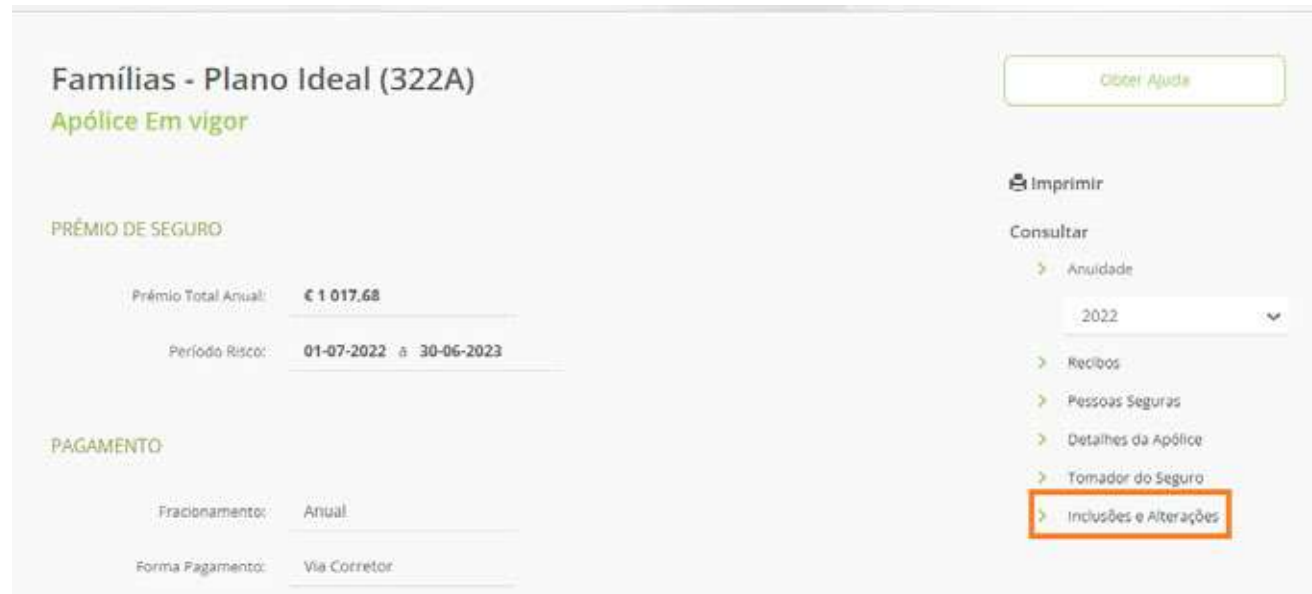 Famílias - Plano Ideal (322A)
Apólice Em vigor
PRÉMIO DE SEGURO
Prémio Total Anual: € 1 017,68
Período Risco: 01-07-2022 a 30-06-2023
PAGAMENTO
Fracionamento: Anual
Forma Pagamento: Via Corretor
Obter Ajuda
Imprimir
Consultar
Anuidade
2022
Recibos
Pessoas Seguras
Detalhes da Apólice
Tomador do Seguro
Inclusões e Alterações